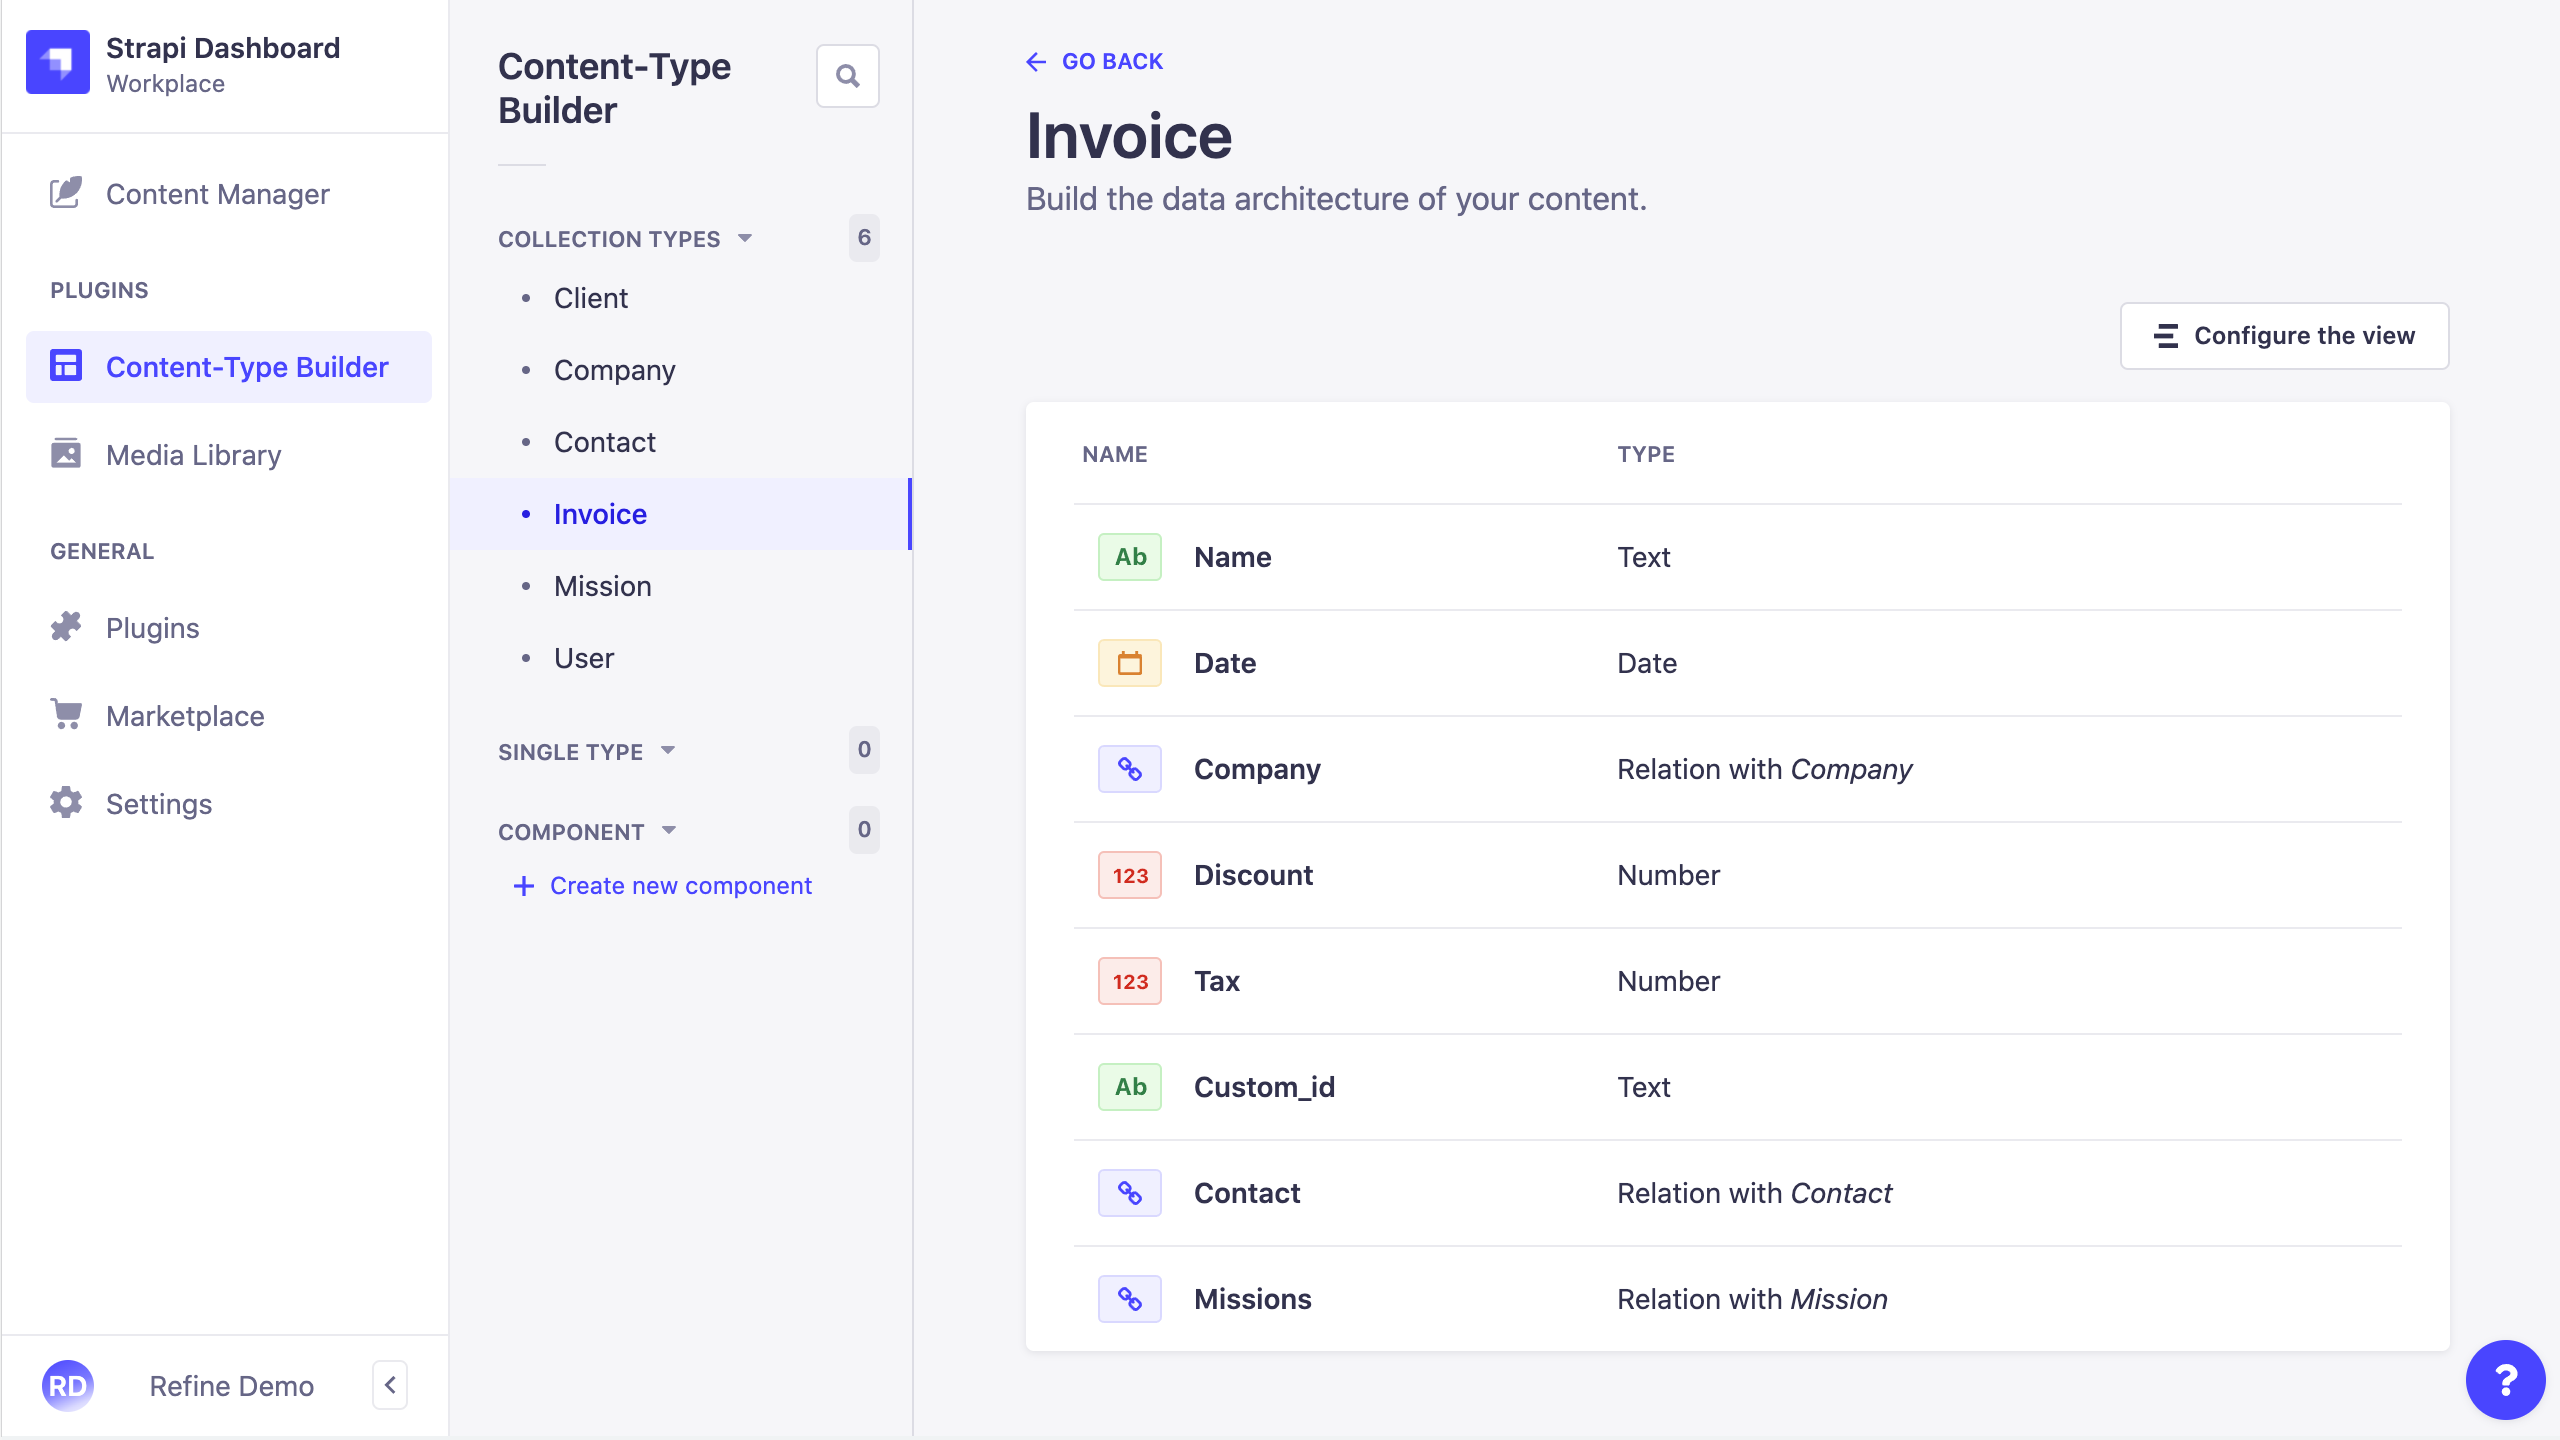 Strapi Dashboard
Workplace
Content Manager
PLUGINS
Content-Type Builder
Media Library
GENERAL
Plugins
Marketplace
Settings
RD Refine Demo
Content-Type
Builder
COLLECTION TYPES 6
Client
Company
Contact
Invoice
Mission
User
SINGLE TYPE 0
COMPONENT 0
Create new component
GO BACK
Invoice
Build the data architecture of your content.
Configure the view
NAME TYPE
Ab Name Text
Date Date
Company Relation with Company
123 Discount Number
123 Tax Number
Ab Custom_id Text
Contact Relation with Contact
Missions Relation with Mission
?